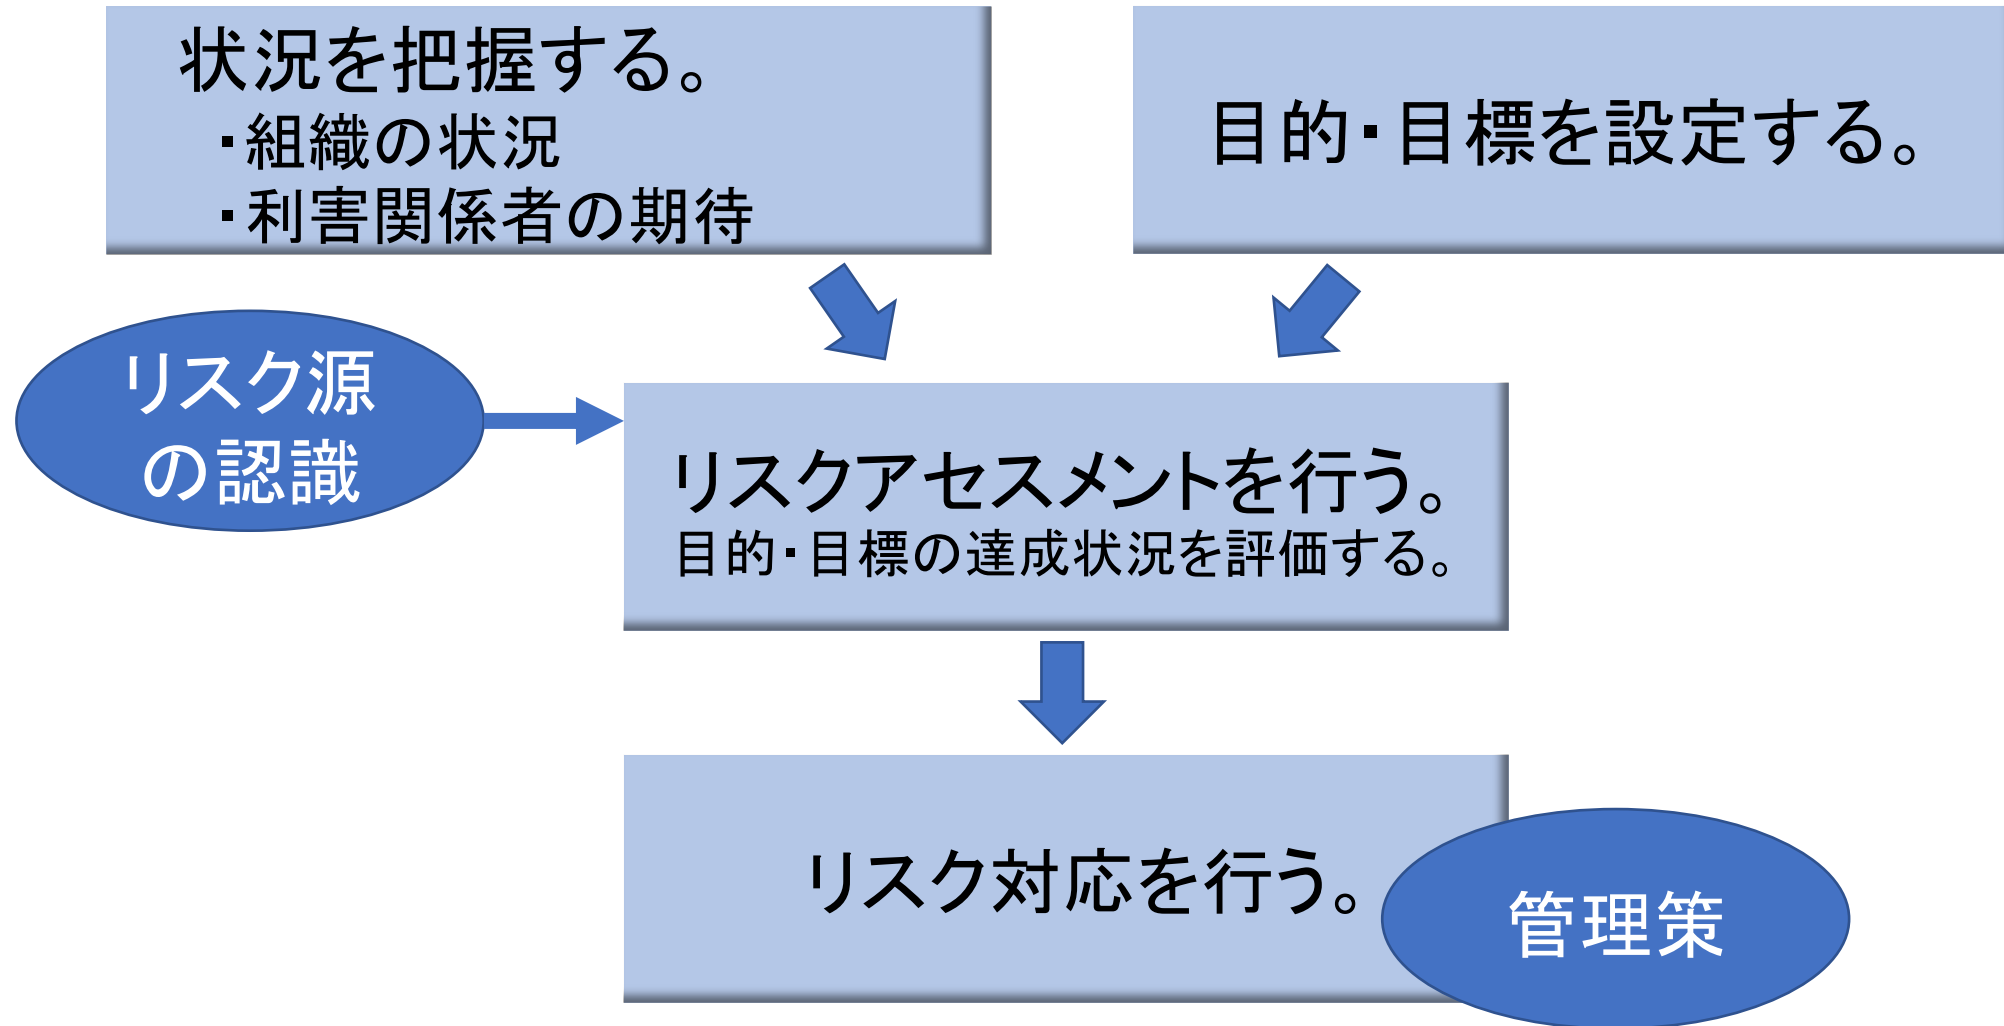 状況を把握する。
・組織の状況
・利害関係者の期待
目的・目標を設定する。
リスク源
の認識
リスクアセスメントを行う。
目的・目標の達成状況を評価する。
リスク対応を行う。
管理策